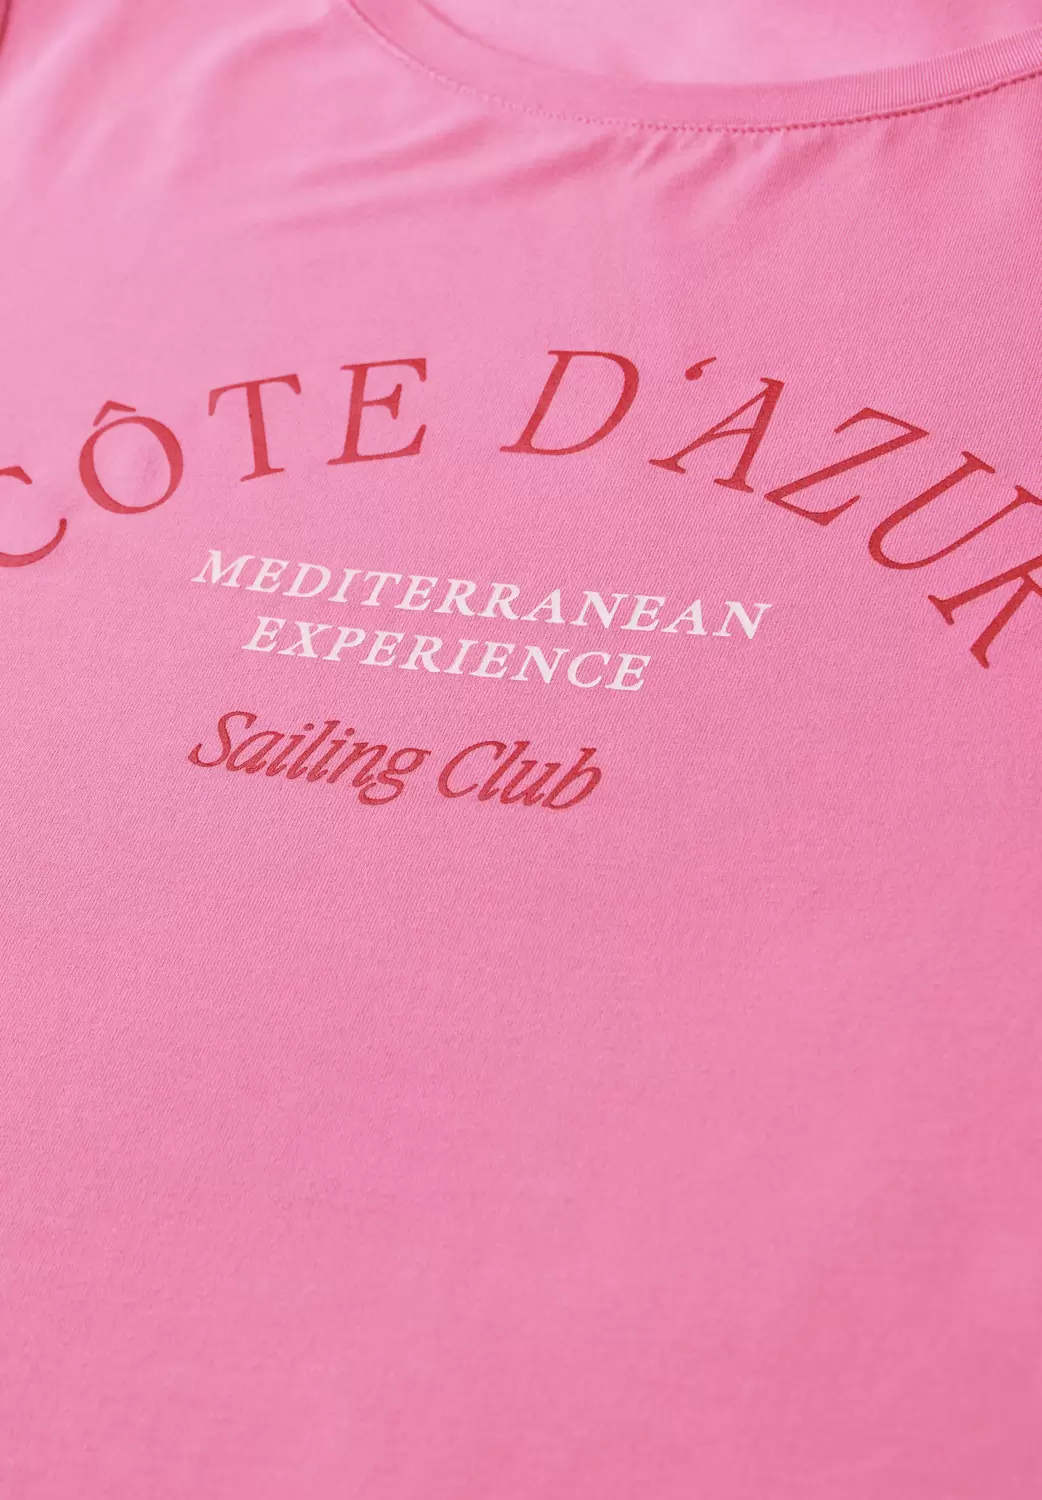 CÔTE D‘AZUR
MEDITERRANEAN
EXPERIENCE
Sailing Club